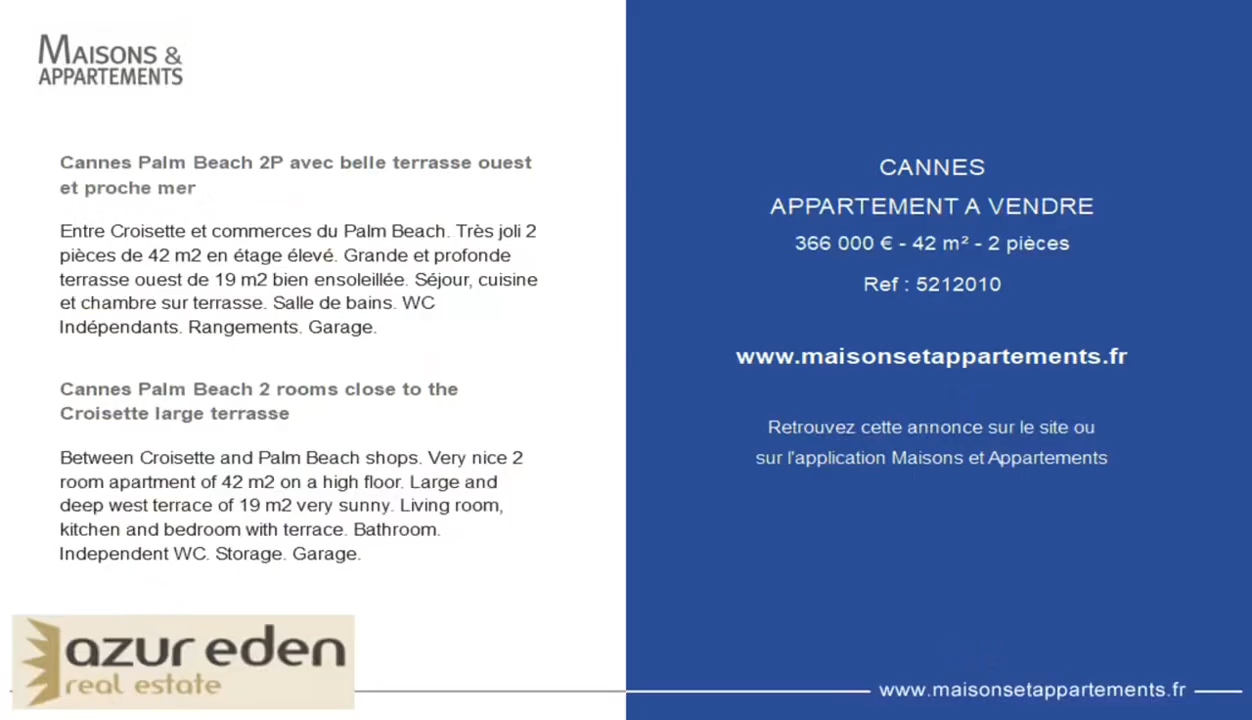 MAISONS &
APPARTEMENTS
Cannes Palm Beach 2P avec belle terrasse ouest
et proche mer
Entre Croisette et commerces du Palm Beach. Très joli 2
pièces de 42 m2 en étage élevé. Grande et profonde
terrasse ouest de 19 m2 bien ensoleillée. Séjour, cuisine
et chambre sur terrasse. Salle de bains. WC
Indépendants. Rangements. Garage.
Cannes Palm Beach 2 rooms close to the
Croisette large terrasse
Between Croisette and Palm Beach shops. Very nice 2
room apartment of 42 m2 on a high floor. Large and
deep west terrace of 19 m2 very sunny. Living room,
kitchen and bedroom with terrace. Bathroom.
Independent WC. Storage. Garage.
azur eden
real estate
CANNES
APPARTEMENT A VENDRE
366 000 € - 42 m² - 2 pièces
Ref : 5212010
www.maisonsetappartements.fr
Retrouvez cette annonce sur le site ou
sur l'application Maisons et Appartements
www.maisonsetappartements.fr